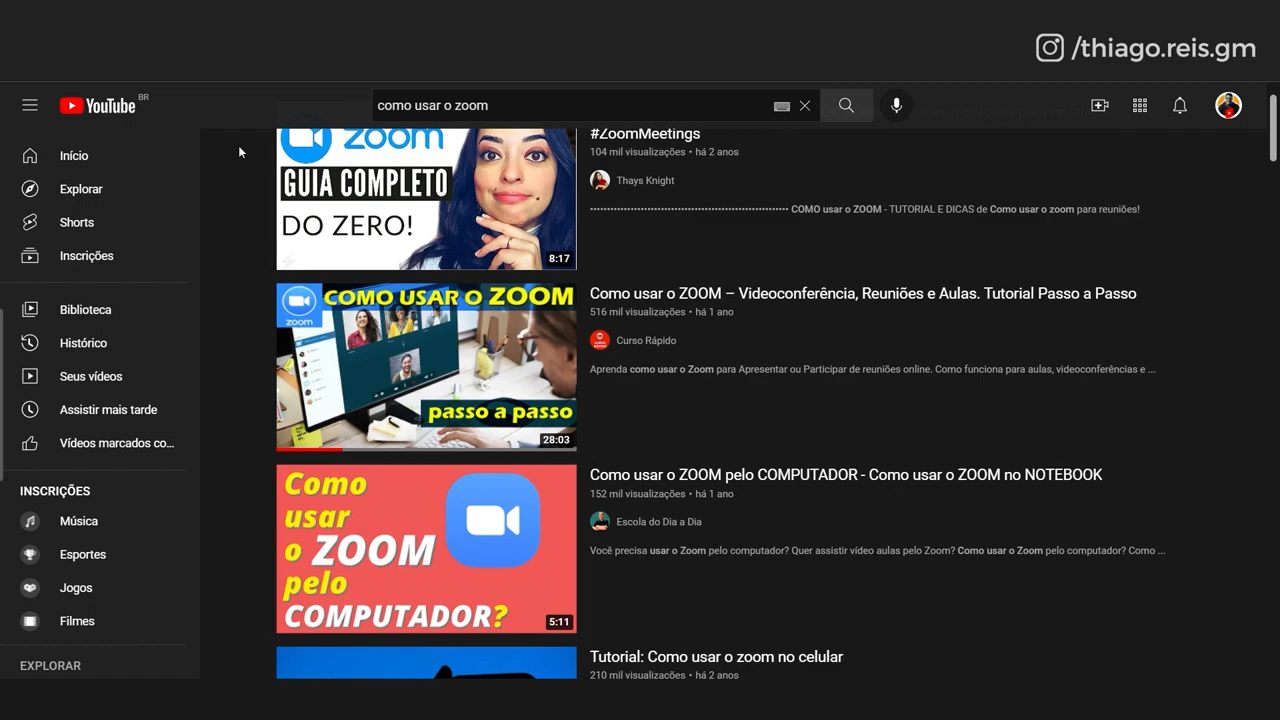 /thiago.reis.gm
YouTube BR
como usar o zoom
Início
Explorar
Shorts
Inscrições
Biblioteca
Histórico
Seus vídeos
Assistir mais tarde
Vídeos marcados co...
INSCRIÇÕES
Música
Esportes
Jogos
Filmes
EXPLORAR
zoom
GUIA COMPLETO
DO ZERO!
8:17
#ZoomMeetings
104 mil visualizações • há 2 anos
Thays Knight
COMO usar o ZOOM - TUTORIAL E DICAS de Como usar o zoom para reuniões!
zoom
COMO USAR O ZOOM
passo a passo
28:03
Como usar o ZOOM – Videoconferência, Reuniões e Aulas. Tutorial Passo a Passo
516 mil visualizações • há 1 ano
Curso Rápido
Aprenda como usar o Zoom para Apresentar ou Participar de reuniões online. Como funciona para aulas, videoconferências e ...
Como
usar
o ZOOM
pelo
COMPUTADOR?
5:11
Como usar o ZOOM pelo COMPUTADOR - Como usar o ZOOM no NOTEBOOK
152 mil visualizações • há 1 ano
Escola do Dia a Dia
Você precisa usar o Zoom pelo computador? Quer assistir vídeo aulas pelo Zoom? Como usar o Zoom pelo computador? Como ...
Tutorial: Como usar o zoom no celular
210 mil visualizações • há 2 anos